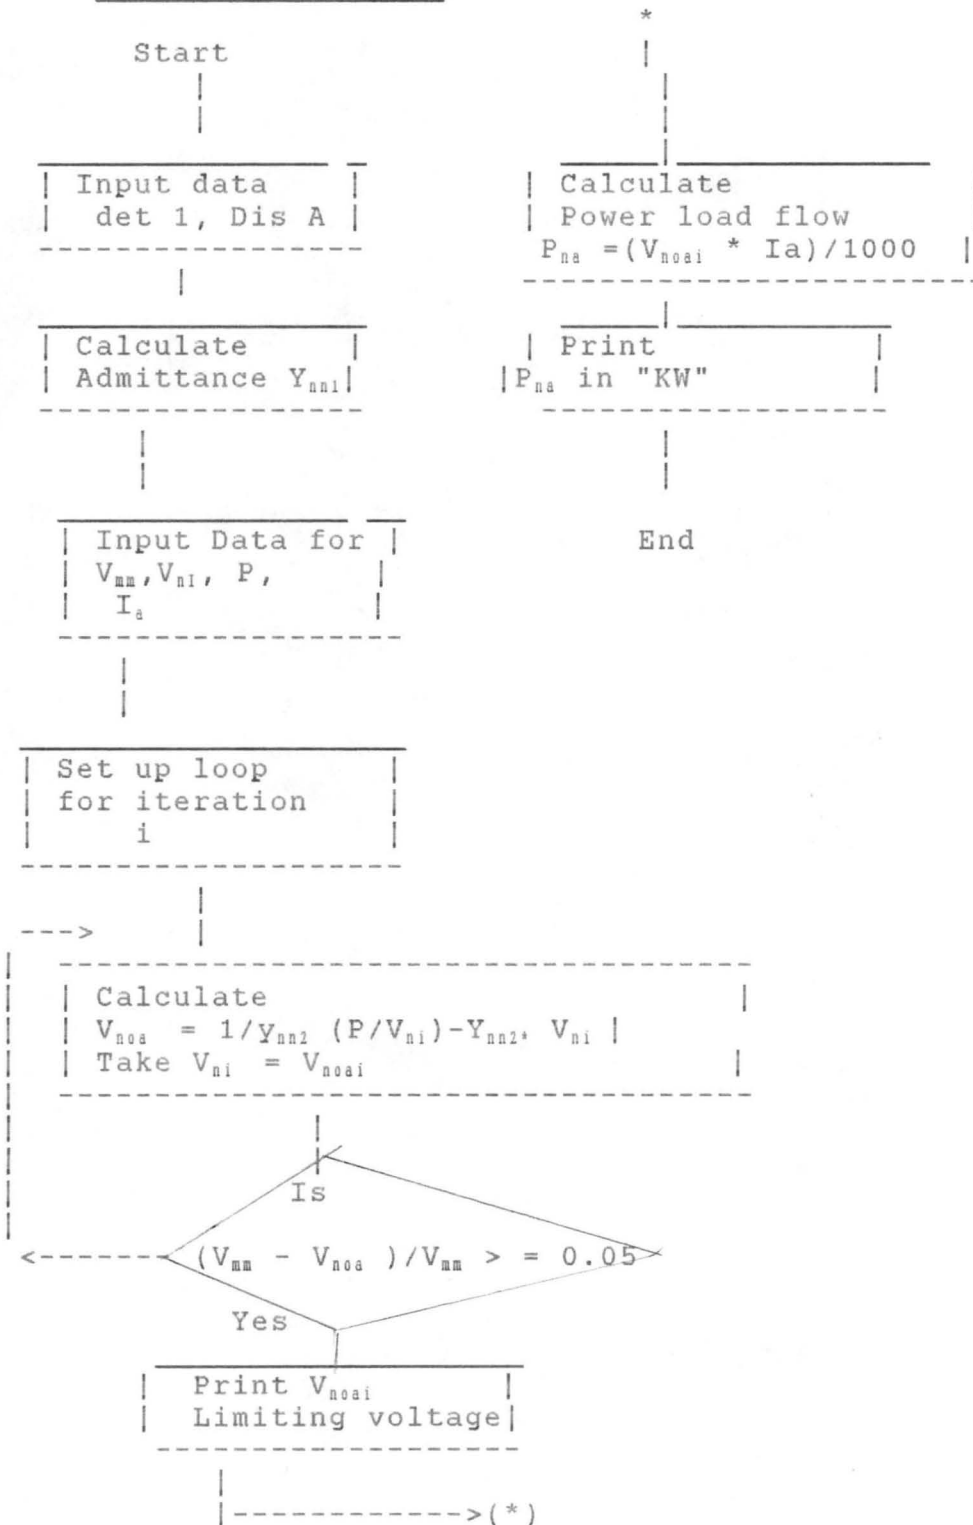 Start
Input data
det 1, Dis A
Calculate
Admittance Ynn1
Input Data for
Vmm,VnI, P,
Ia
Set up loop
for iteration
i
Calculate
Vnoa = 1/ynn2 (P/Vni)-Ynn2* Vni
Take Vni = Vnoai
Is
(Vmm - Vnoa )/Vmm > = 0.05
Yes
Print Vnoai
Limiting voltage
>(*)
*
Calculate
Power load flow
Pna =(Vnoai * Ia)/1000
Print
Pna in "KW"
End